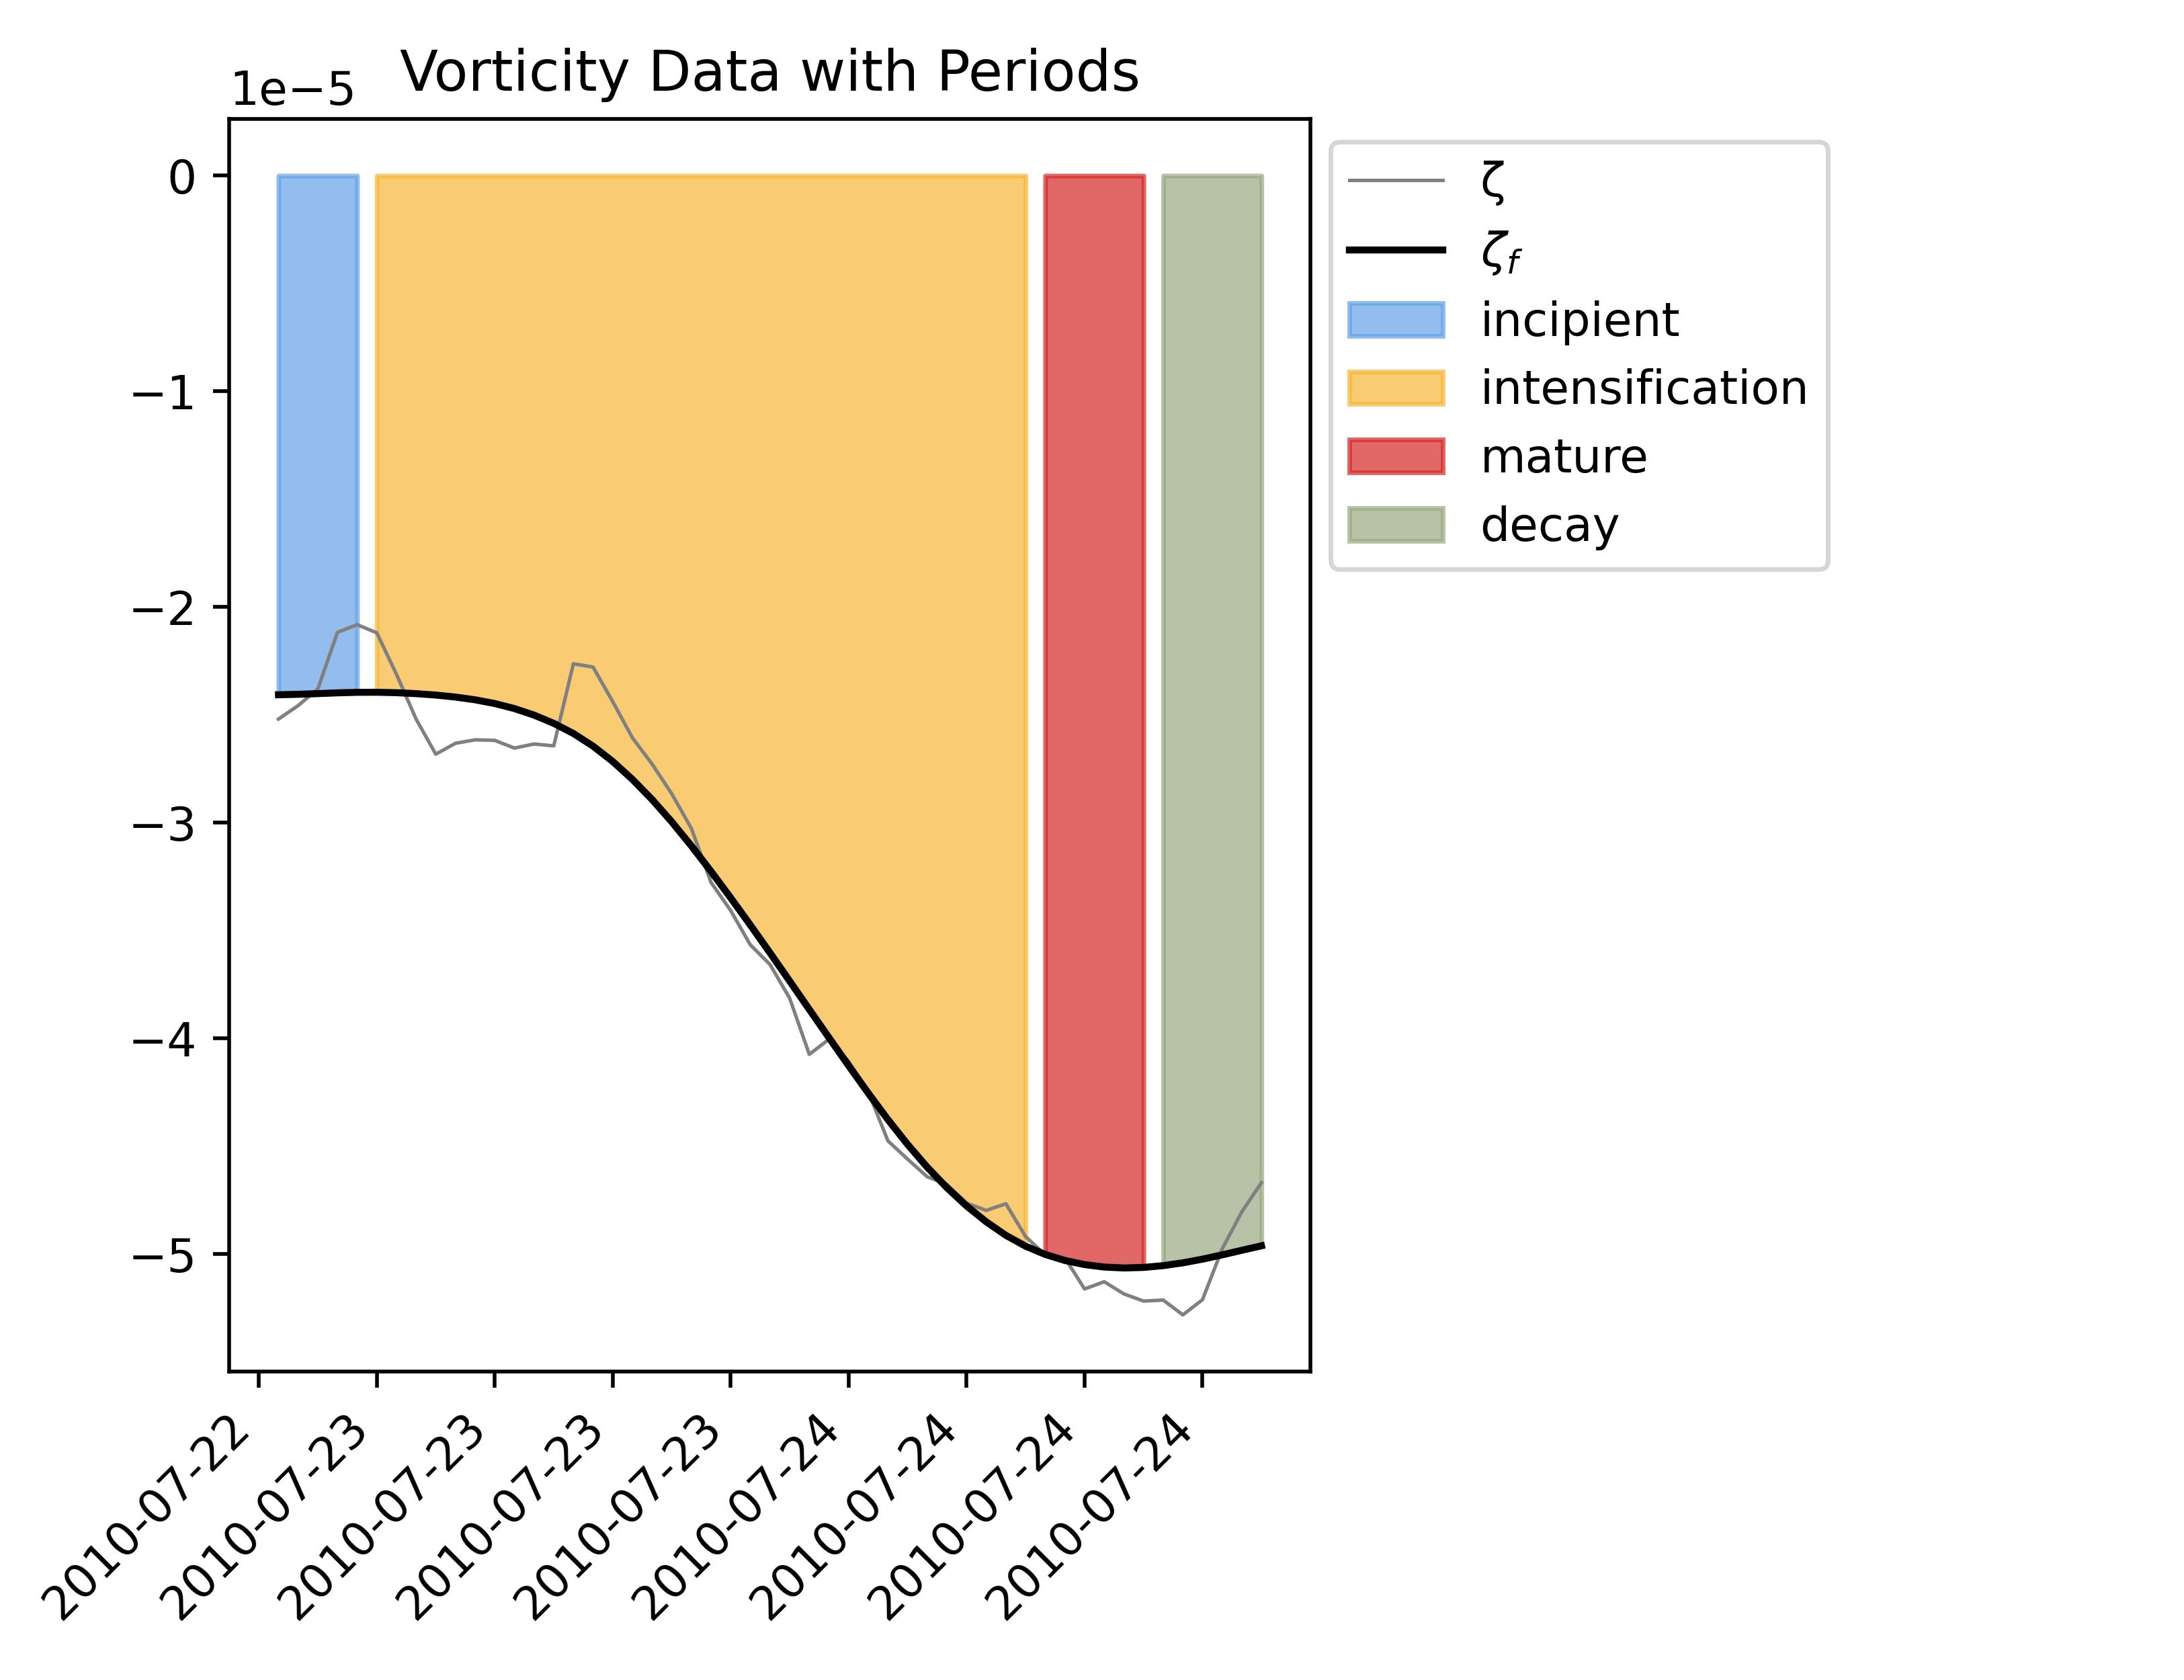 Vorticity Data with Periods
1e−5
0
−1
−2
−3
−4
−5
2010-07-22
2010-07-23
2010-07-23
2010-07-23
2010-07-23
2010-07-24
2010-07-24
2010-07-24
2010-07-24
ζ
ζf
incipient
intensification
mature
decay